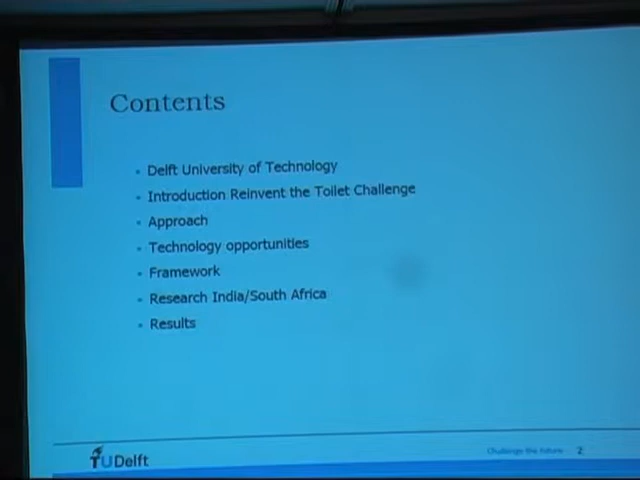 Contents
Delft University of Technology
Introduction Reinvent the Toilet Challenge
Approach
Technology opportunities
Framework
Research India/South Africa
Results
TUDelft
Challenge the future 2